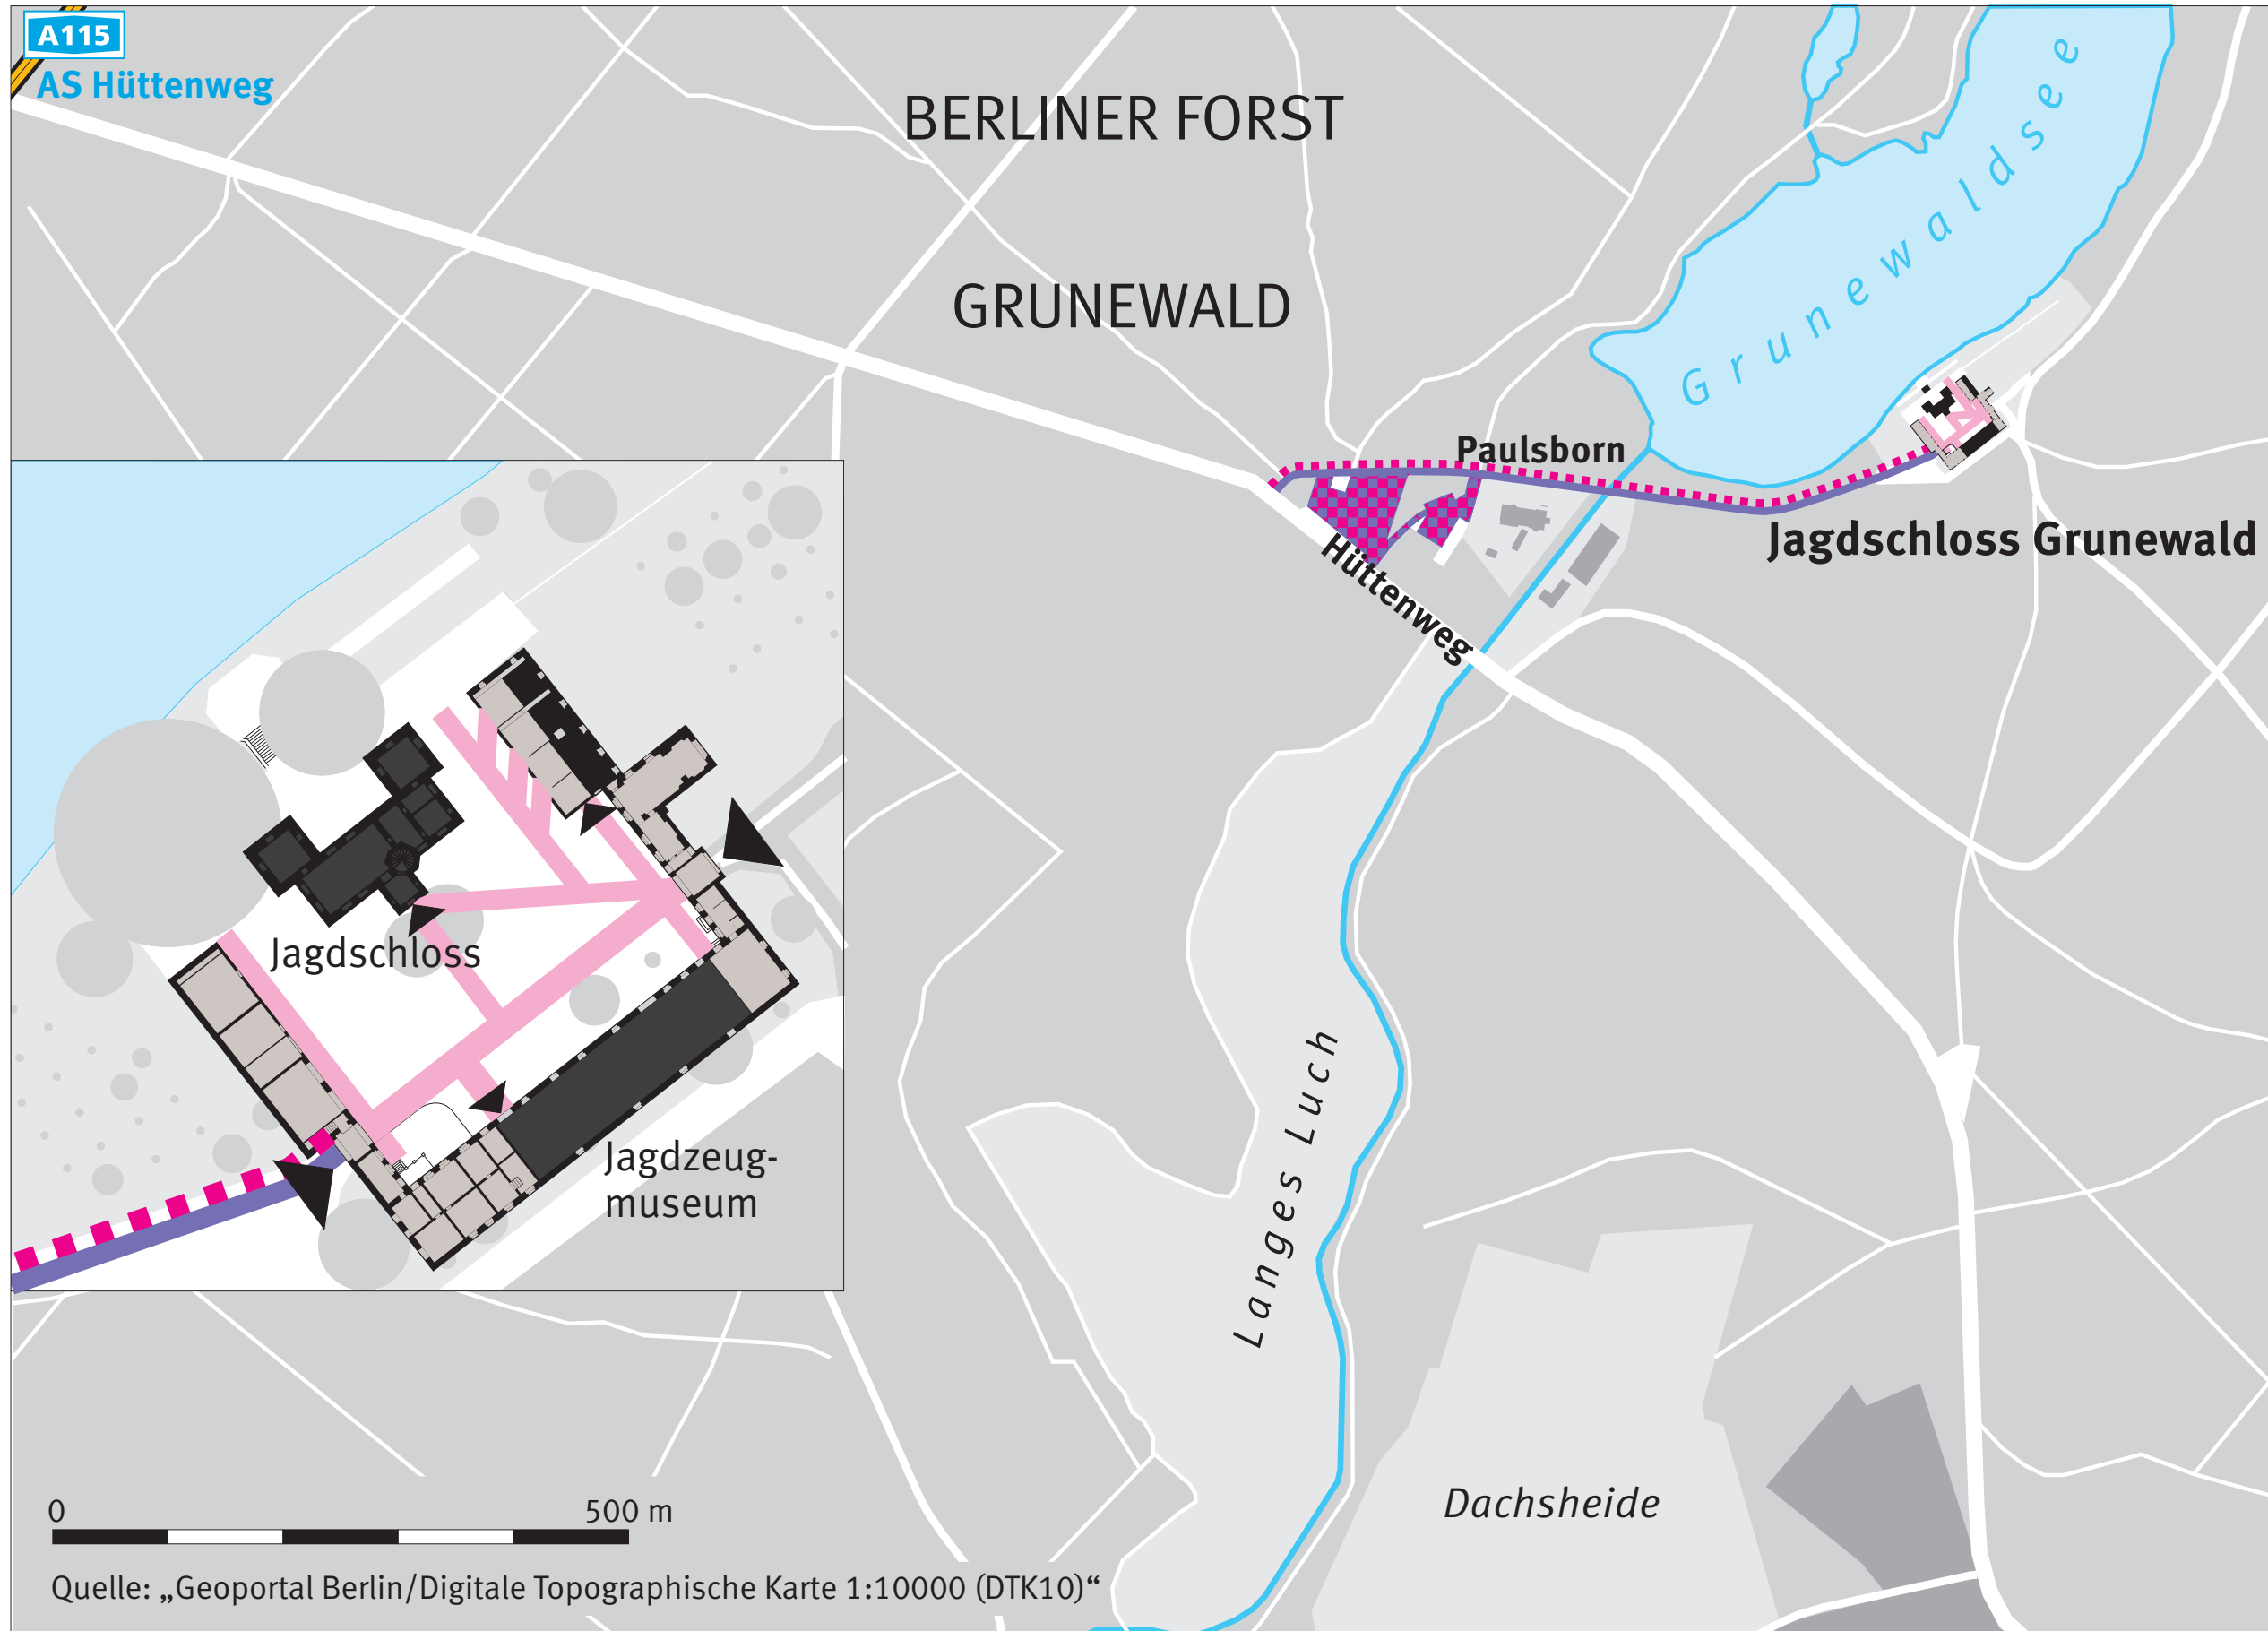 A115
AS Hüttenweg
BERLINER FORST
GRUNEWALD
Grunewaldsee
Paulsborn
Jagdschloss Grunewald
Hüttenweg
Jagdschloss
Jagdzeug-
museum
Langes Luch
Dachsheide
0 500 m
Quelle: „Geoportal Berlin/Digitale Topographische Karte 1:10000 (DTK10)“